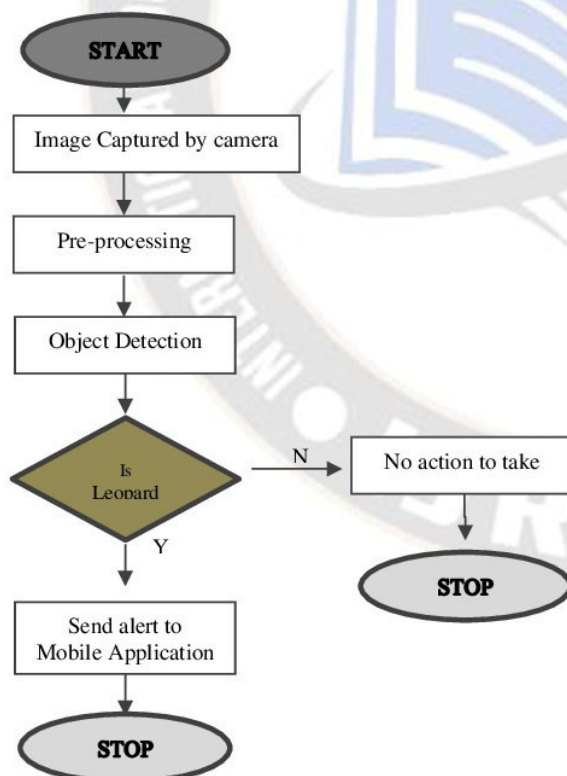 START
Image Captured by camera
Pre-processing
Object Detection
Is
Leopard
N
No action to take
STOP
Y
Send alert to
Mobile Application
STOP